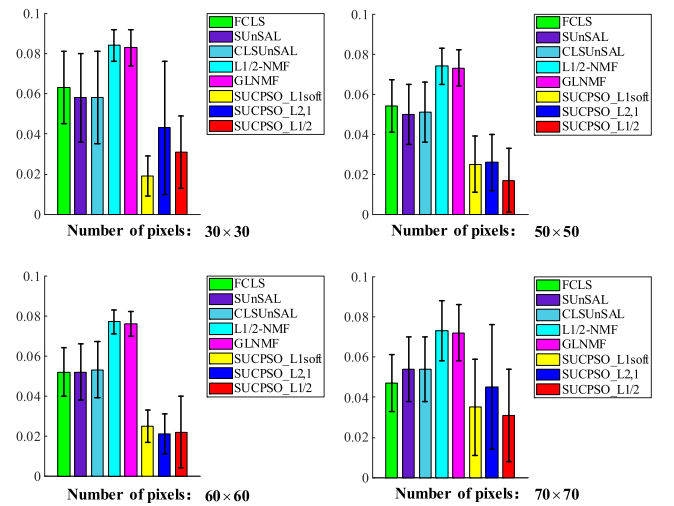 0.1
0.08
0.06
0.04
0.02
0
FCLS
SUnSAL
CLSUnSAL
L1/2-NMF
GLNMF
SUCPSO_L1soft
SUCPSO_L2,1
SUCPSO_L1/2
Number of pixels: 30×30
0.1
0.08
0.06
0.04
0.02
0
FCLS
SUnSAL
CLSUnSAL
L1/2-NMF
GLNMF
SUCPSO_L1soft
SUCPSO_L2,1
SUCPSO_L1/2
Number of pixels: 50×50
0.1
0.08
0.06
0.04
0.02
0
FCLS
SUnSAL
CLSUnSAL
L1/2-NMF
GLNMF
SUCPSO_L1soft
SUCPSO_L2,1
SUCPSO_L1/2
Number of pixels: 60×60
0.1
0.08
0.06
0.04
0.02
0
FCLS
SUnSAL
CLSUnSAL
L1/2-NMF
GLNMF
SUCPSO_L1soft
SUCPSO_L2,1
SUCPSO_L1/2
Number of pixels: 70×70